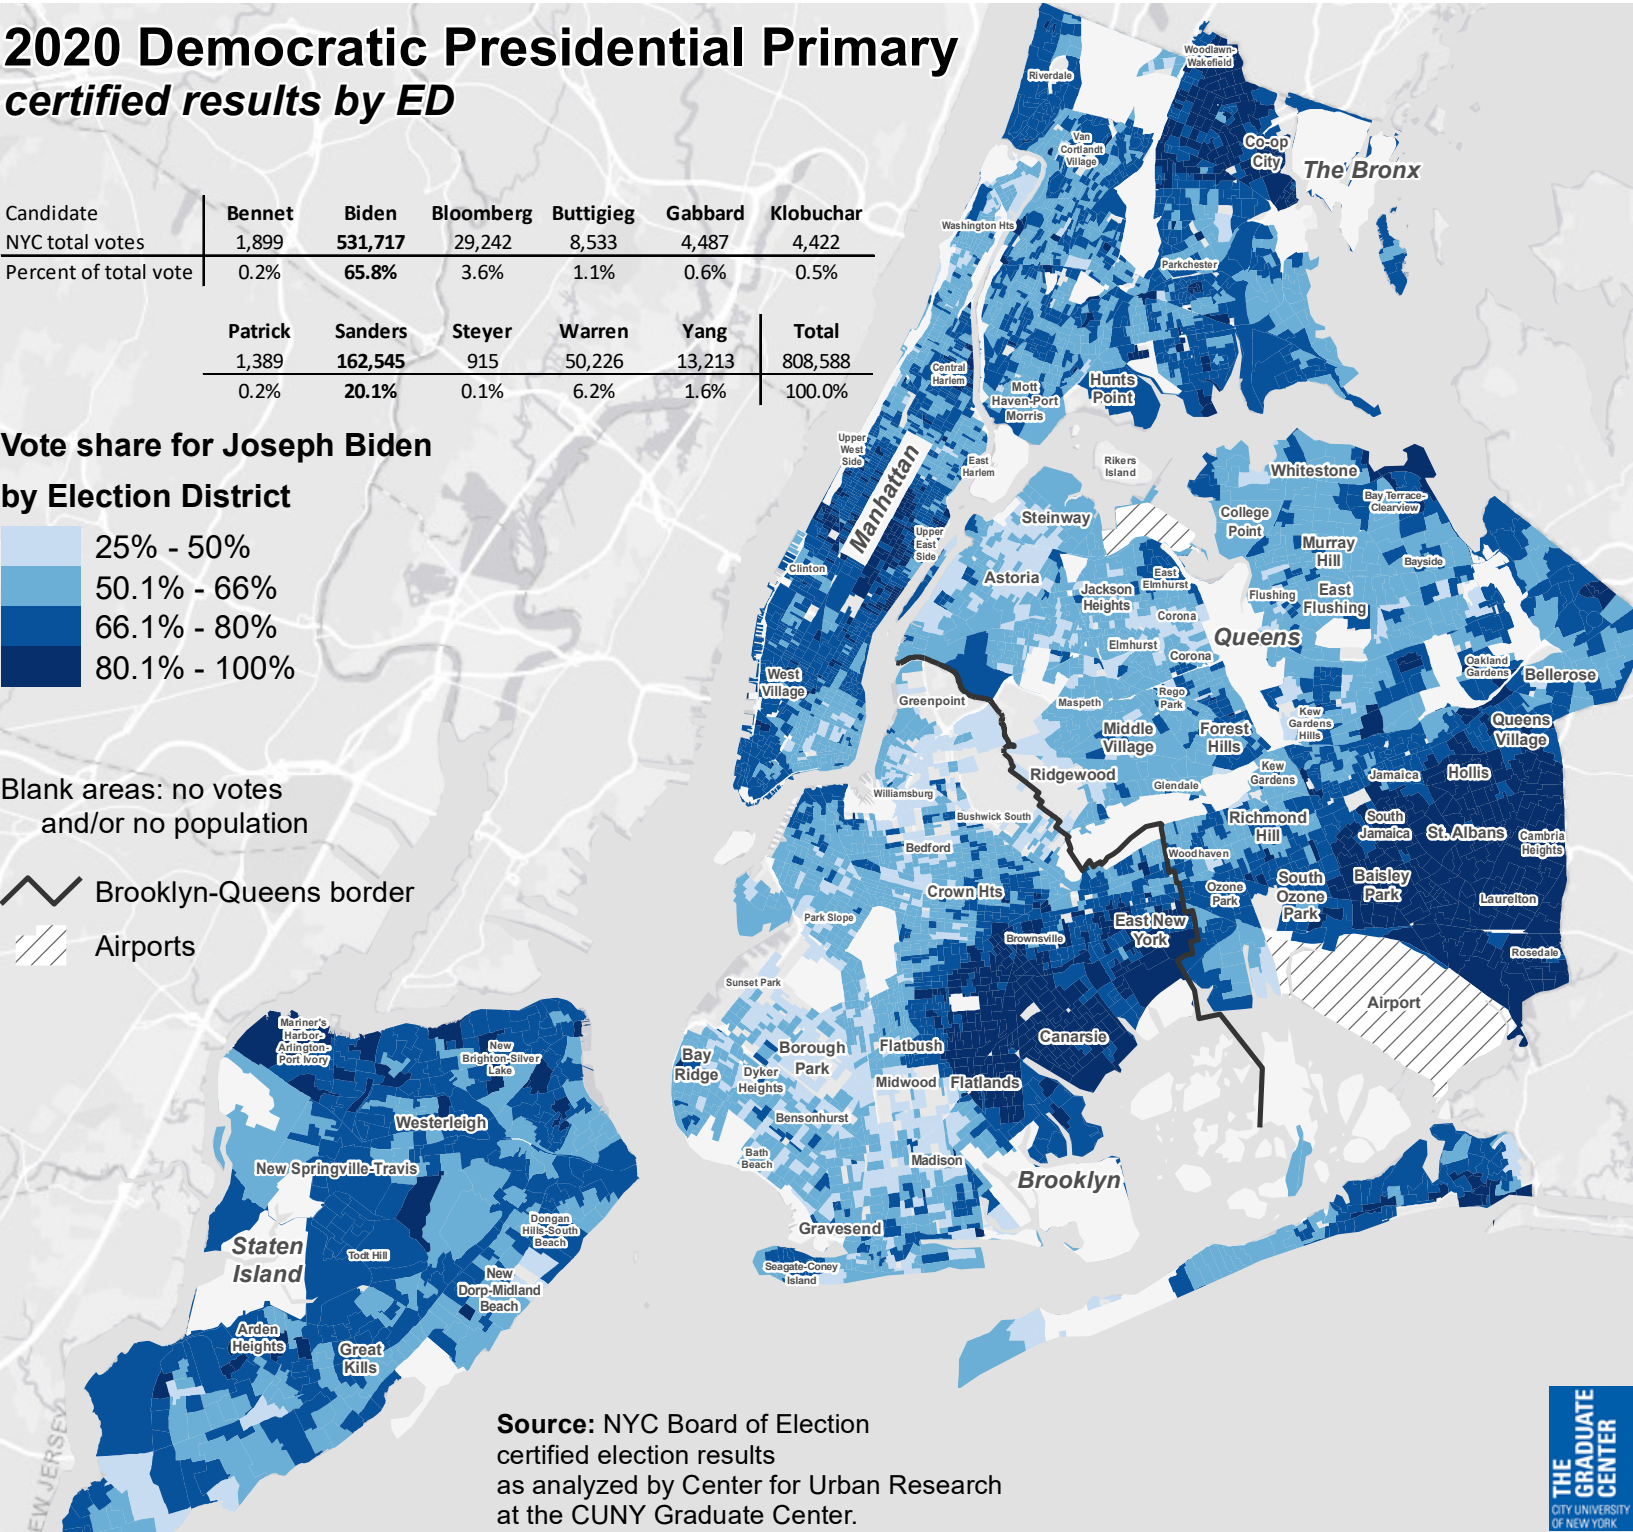 2020 Democratic Presidential Primary
certified results by ED
Candidate Bennet Biden Bloomberg Buttigieg Gabbard Klobuchar
NYC total votes 1,899 531,717 29,242 8,533 4,487 4,422
Percent of total vote 0.2% 65.8% 3.6% 1.1% 0.6% 0.5%
Patrick Sanders Steyer Warren Yang Total
1,389 162,545 915 50,226 13,213 808,588
0.2% 20.1% 0.1% 6.2% 1.6% 100.0%
Vote share for Joseph Biden
by Election District
25% - 50%
50.1% - 66%
66.1% - 80%
80.1% - 100%
Blank areas: no votes
and/or no population
Brooklyn-Queens border
Airports
Woodlawn-
Wakefield
Riverdale
Van
Cortlandt
Village
Co-op
City
The Bronx
Washington Hts
Parkchester
Central
Harlem
Mott
Haven-Port
Morris
Hunts
Point
Upper
West
Side
Manhattan
East
Harlem
Rikers
Island
Whitestone
Bay Terrace-
Clearview
Steinway
College
Point
Upper
East
Side
Murray
Hill
Bayside
Clinton
Astoria
East
Elmhurst
Jackson
Heights
Flushing
East
Flushing
Corona
Queens
Elmhurst
Corona
Oakland
Gardens
Bellerose
West
Village
Greenpoint
Maspeth
Rego
Park
Kew
Gardens
Hills
Queens
Village
Middle
Village
Forest
Hills
Ridgewood
Kew
Gardens
Jamaica
Hollis
Glendale
Williamsburg
Bushwick South
Richmond
Hill
South
Jamaica
St. Albans
Cambria
Heights
Bedford
Woodhaven
Crown Hts
Ozone
Park
South
Ozone
Park
Baisley
Park
Laurelton
Park Slope
Brownsville
East New
York
Rosedale
Sunset Park
Airport
Mariner's
Harbor-
Arlington-
Port Ivory
New
Brighton-Silver
Lake
Bay
Ridge
Borough
Park
Flatbush
Canarsie
Dyker
Heights
Midwood
Flatlands
Westerleigh
Bensonhurst
New Springville-Travis
Bath
Beach
Madison
Brooklyn
Dongan
Hills-South
Beach
Gravesend
Staten
Island
Todt Hill
Seagate-Coney
Island
New
Dorp-Midland
Beach
Arden
Heights
Great
Kills
EW JERSEY
Source: NYC Board of Election
certified election results
as analyzed by Center for Urban Research
at the CUNY Graduate Center.
THE
GRADUATE
CENTER
CITY UNIVERSITY
OF NEW YORK